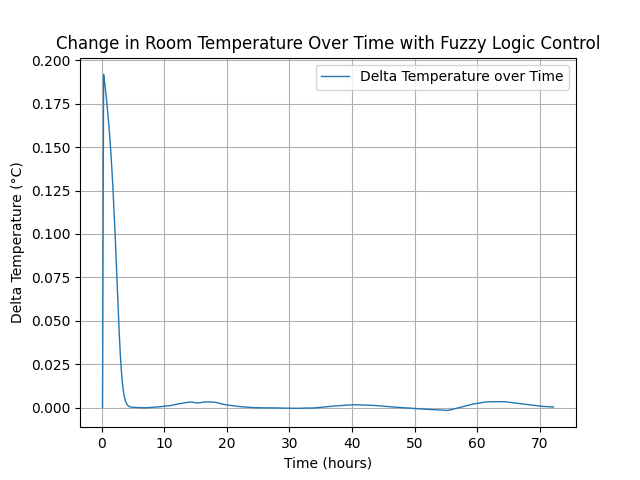 Change in Room Temperature Over Time with Fuzzy Logic Control
Delta Temperature over Time
Delta Temperature (°C)
0.200
0.175
0.150
0.125
0.100
0.075
0.050
0.025
0.000
0 10 20 30 40 50 60 70
Time (hours)